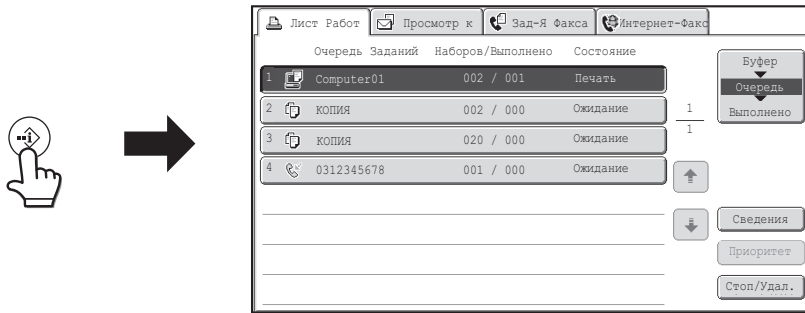 Лист Работ Просмотр к Зад-Я Факса Интернет-Факс
Очередь Заданий Наборов/Выполнено Состояние
1 Computer01 002 / 001 Печать
2 КОПИЯ 002 / 000 Ожидание
3 КОПИЯ 020 / 000 Ожидание
4 0312345678 001 / 000 Ожидание
1
1
Буфер
Очередь
Выполнено
Сведения
Приоритет
Стоп/Удал.